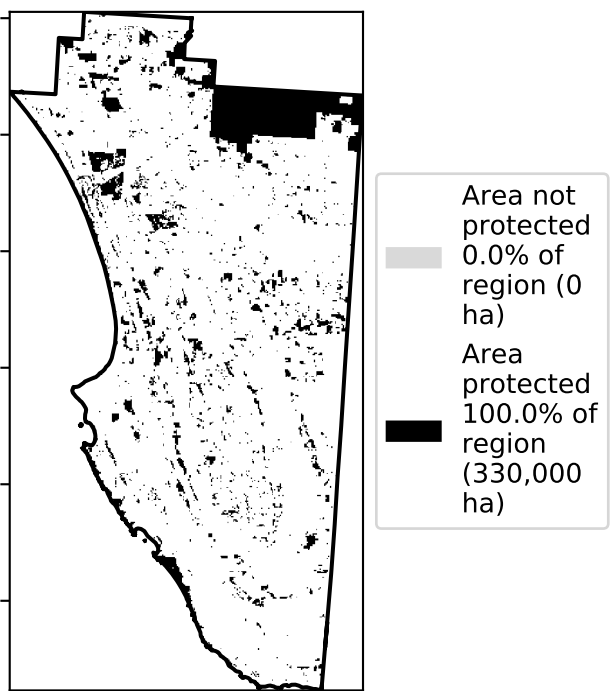 Area not
protected
0.0% of
region (0
ha)
Area
protected
100.0% of
region
(330,000
ha)